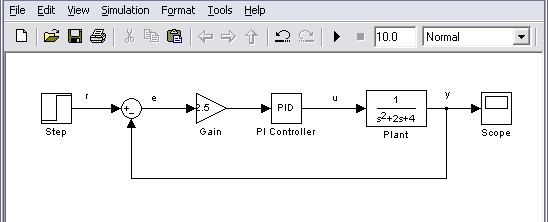 File Edit View Simulation Format Tools Help
10.0 Normal
r e u y
+ - 2.5 PID 1
s²+2s+4
Step Gain PI Controller Plant Scope